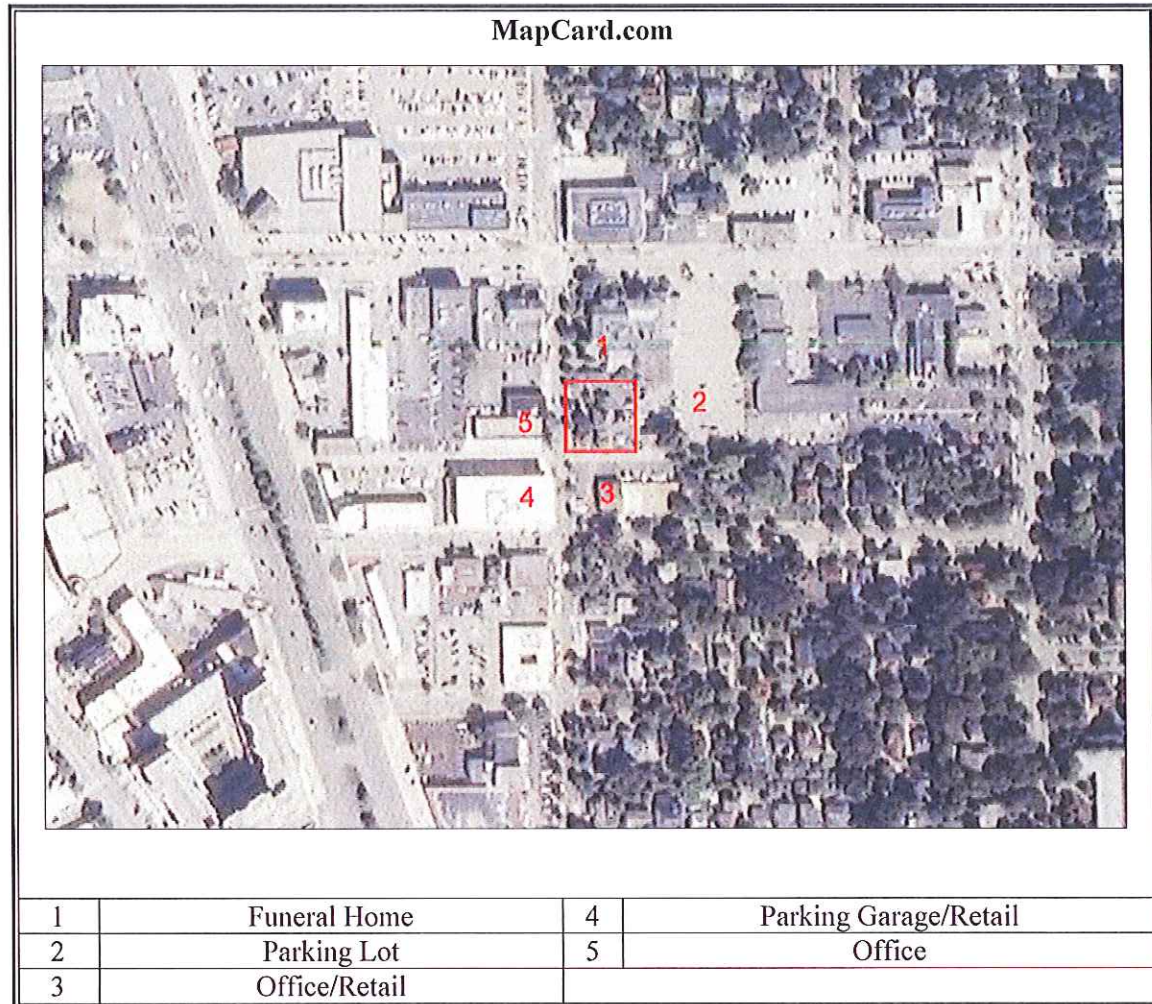 MapCard.com
1
2
5
4
3
1 Funeral Home 4 Parking Garage/Retail
2 Parking Lot 5 Office
3 Office/Retail